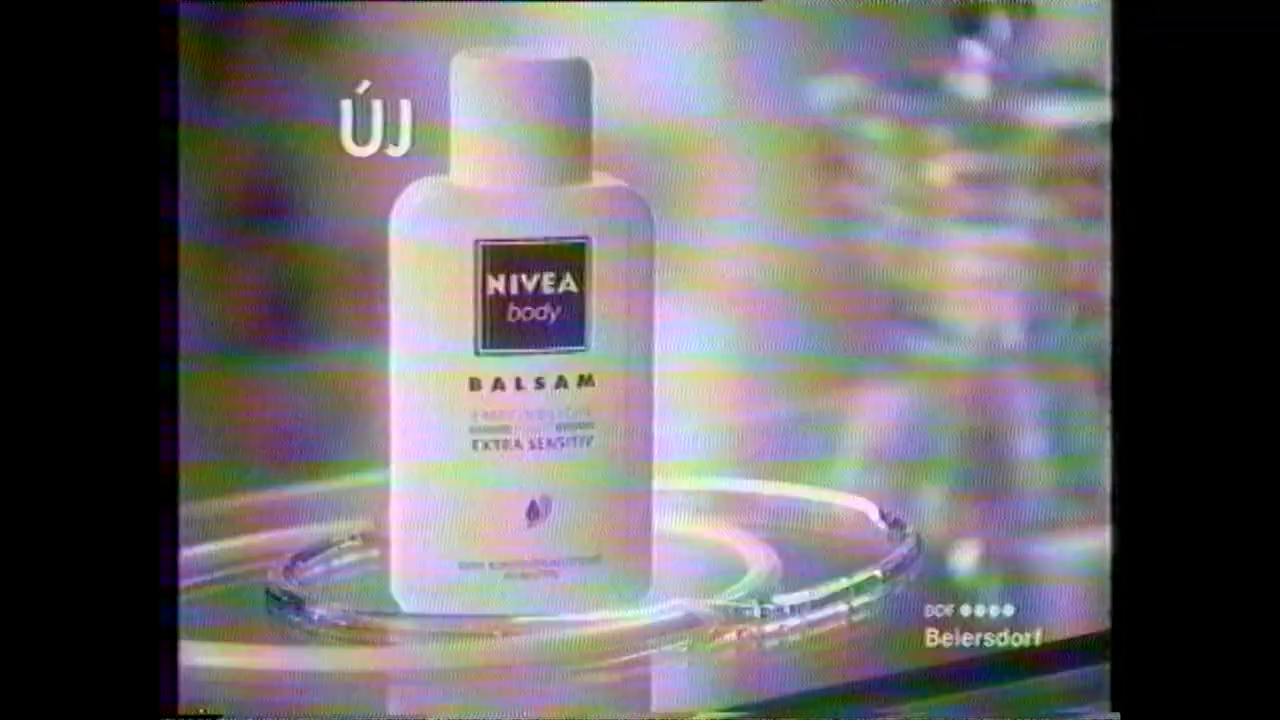 ÚJ
NIVEA
body
BALSAM
EXTRA SENSITIV
BDF ●●●●
Beiersdorf